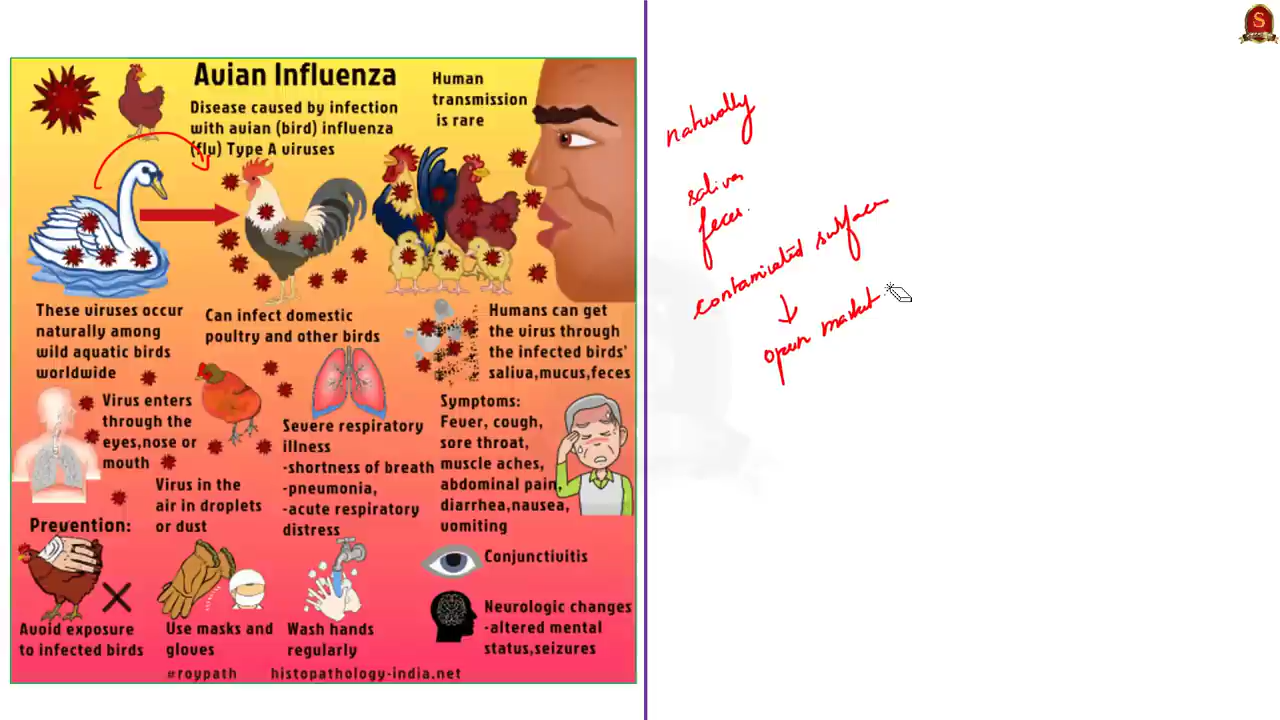 Avian Influenza
Disease caused by infection
with avian (bird) influenza
(flu) Type A viruses
Human
transmission
is rare
These viruses occur
naturally among
wild aquatic birds
worldwide
Can infect domestic
poultry and other birds
Humans can get
the virus through
the infected birds'
saliva,mucus,feces
Virus enters
through the
eyes,nose or
mouth
Virus in the
air in droplets
or dust
Severe respiratory
illness
-shortness of breath
-pneumonia,
-acute respiratory
distress
Symptoms:
Fever, cough,
sore throat,
muscle aches,
abdominal pain,
diarrhea,nausea,
vomiting
Prevention:
Avoid exposure
to infected birds
Use masks and
gloves
Wash hands
regularly
Conjunctivitis
Neurologic changes
-altered mental
status,seizures
#roypath histopathology-india.net
naturally
saliva
feces.
contamicated surface
↓
open market
S